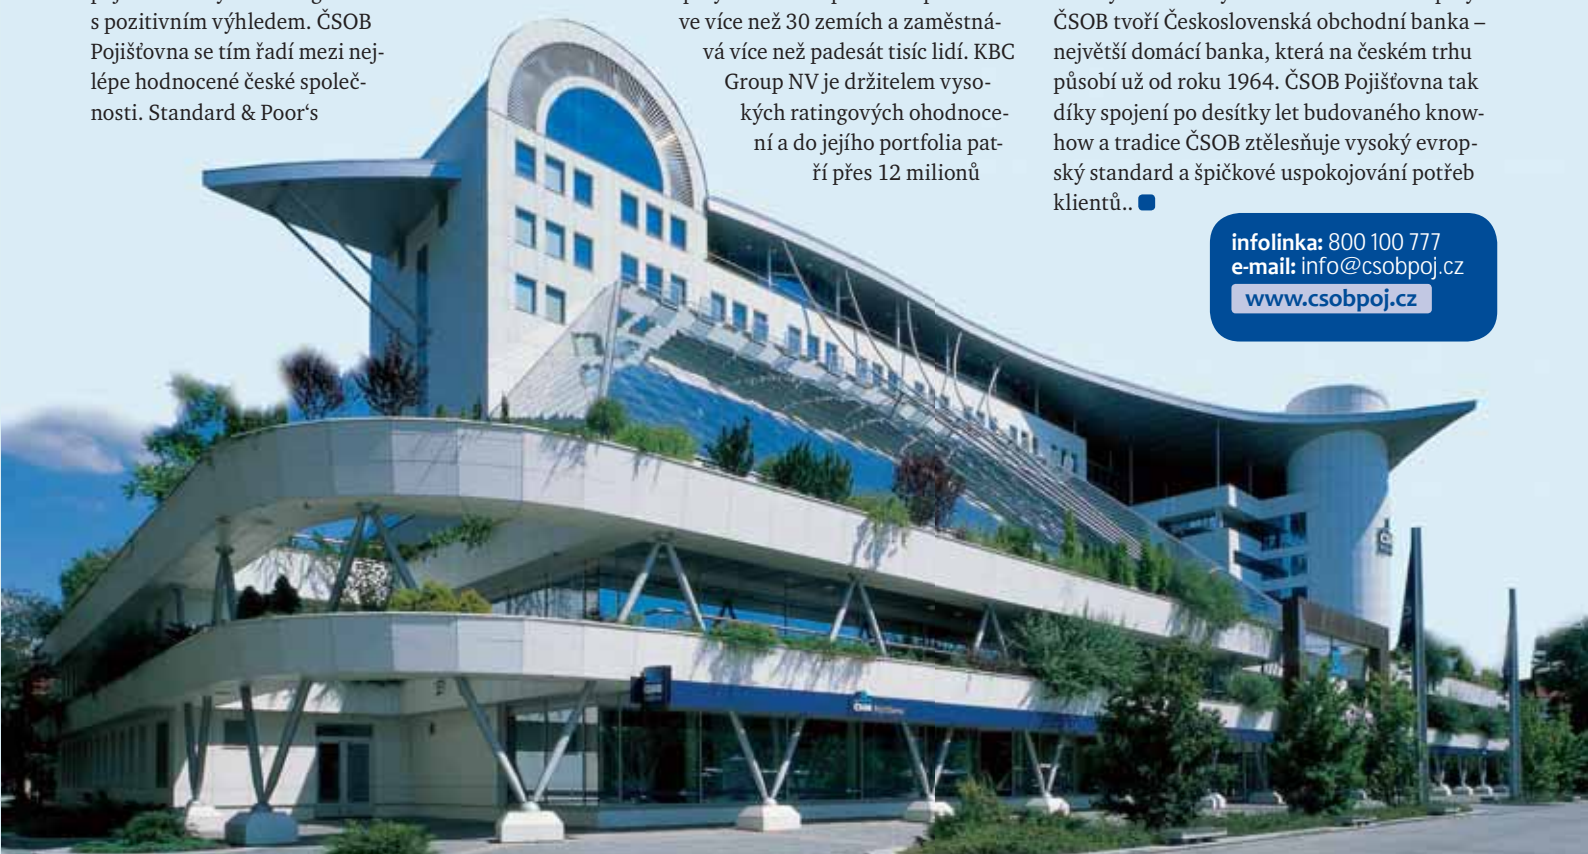 s pozitivním výhledem. ČSOB
Pojišťovna se tím řadí mezi nej-
lépe hodnocené české společ-
nosti. Standard & Poor‘s
ve více než 30 zemích a zaměstná-
vá více než padesát tisíc lidí. KBC
Group NV je držitelem vyso-
kých ratingových ohodnoce-
ní a do jejího portfolia pat-
ří přes 12 milionů
ČSOB tvoří Československá obchodní banka –
největší domácí banka, která na českém trhu
působí už od roku 1964. ČSOB Pojišťovna tak
díky spojení po desítky let budovaného know-
how a tradice ČSOB ztělesňuje vysoký evrop-
ský standard a špičkové uspokojování potřeb
klientů..
infolinka: 800 100 777
e-mail: info@csobpoj.cz
www.csobpoj.cz